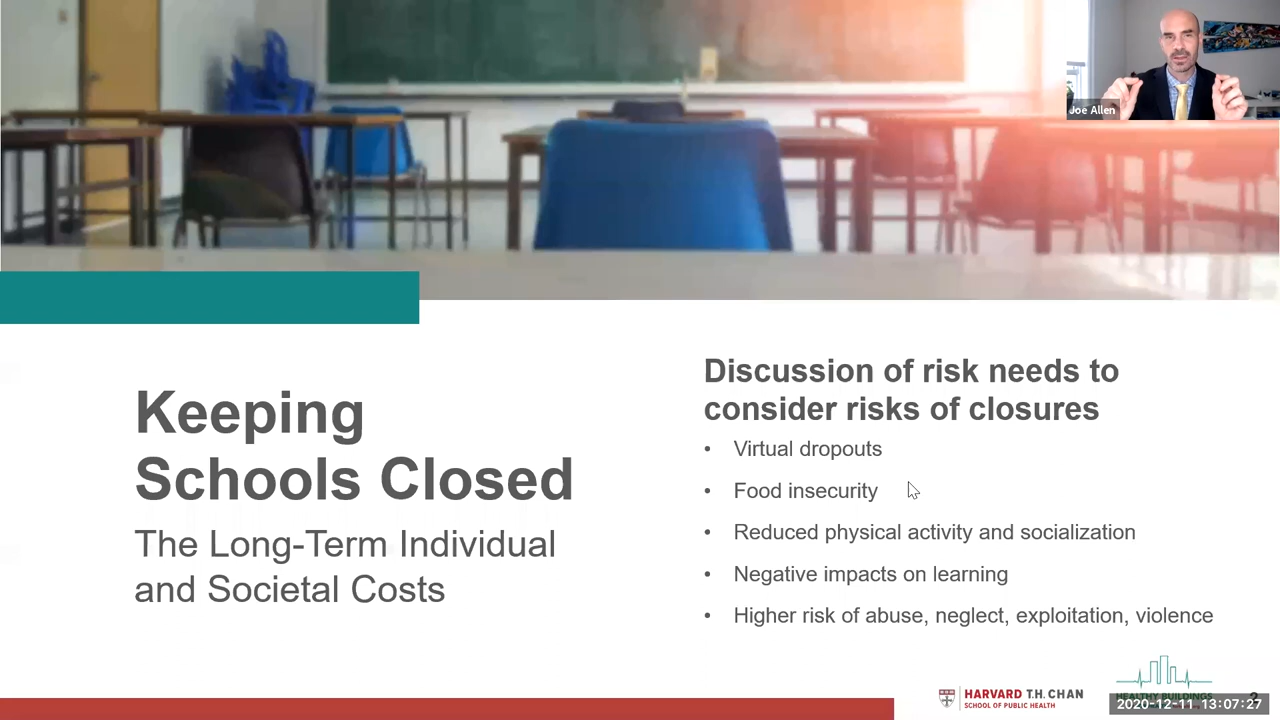 Joe Allen
Keeping
Schools Closed
The Long-Term Individual
and Societal Costs
Discussion of risk needs to
consider risks of closures
• Virtual dropouts
• Food insecurity
• Reduced physical activity and socialization
• Negative impacts on learning
• Higher risk of abuse, neglect, exploitation, violence
HARVARD T.H. CHAN
SCHOOL OF PUBLIC HEALTH
HEALTHY BUILDINGS
2020-12-11 13:07:27